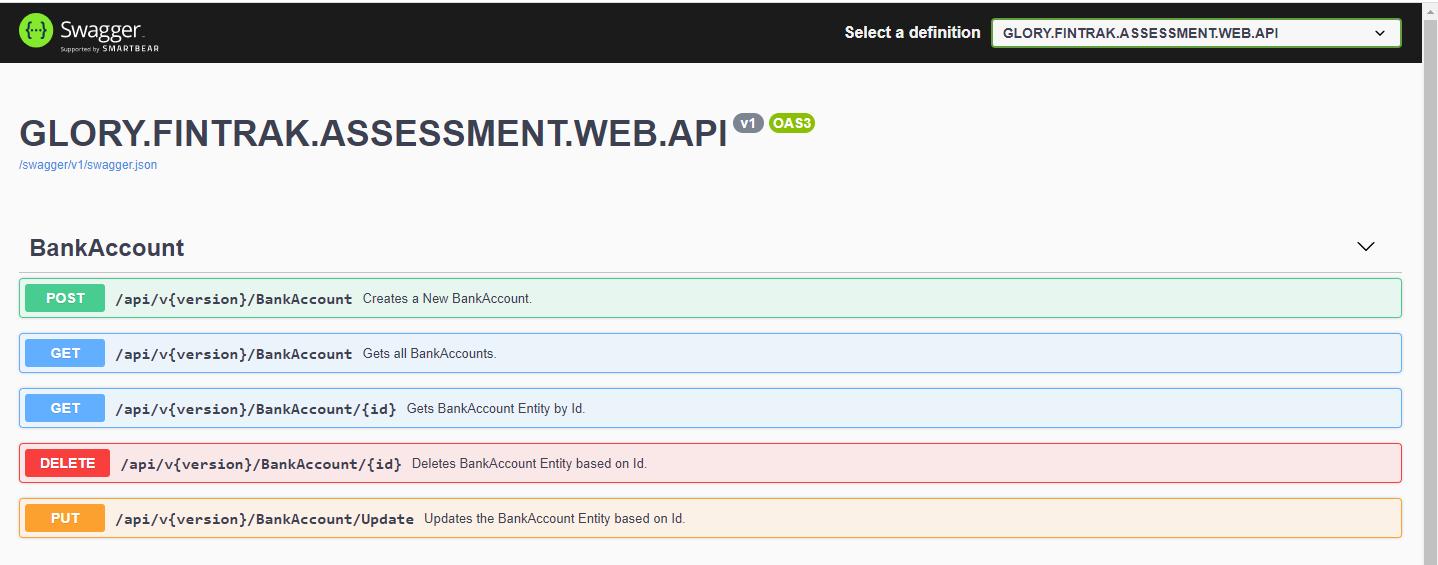 Swagger
Supported by SMARTBEAR
Select a definition
GLORY.FINTRAK.ASSESSMENT.WEB.API
GLORY.FINTRAK.ASSESSMENT.WEB.API v1 OAS3
/swagger/v1/swagger.json
BankAccount
POST /api/v{version}/BankAccount Creates a New BankAccount.
GET /api/v{version}/BankAccount Gets all BankAccounts.
GET /api/v{version}/BankAccount/{id} Gets BankAccount Entity by Id.
DELETE /api/v{version}/BankAccount/{id} Deletes BankAccount Entity based on Id.
PUT /api/v{version}/BankAccount/Update Updates the BankAccount Entity based on Id.